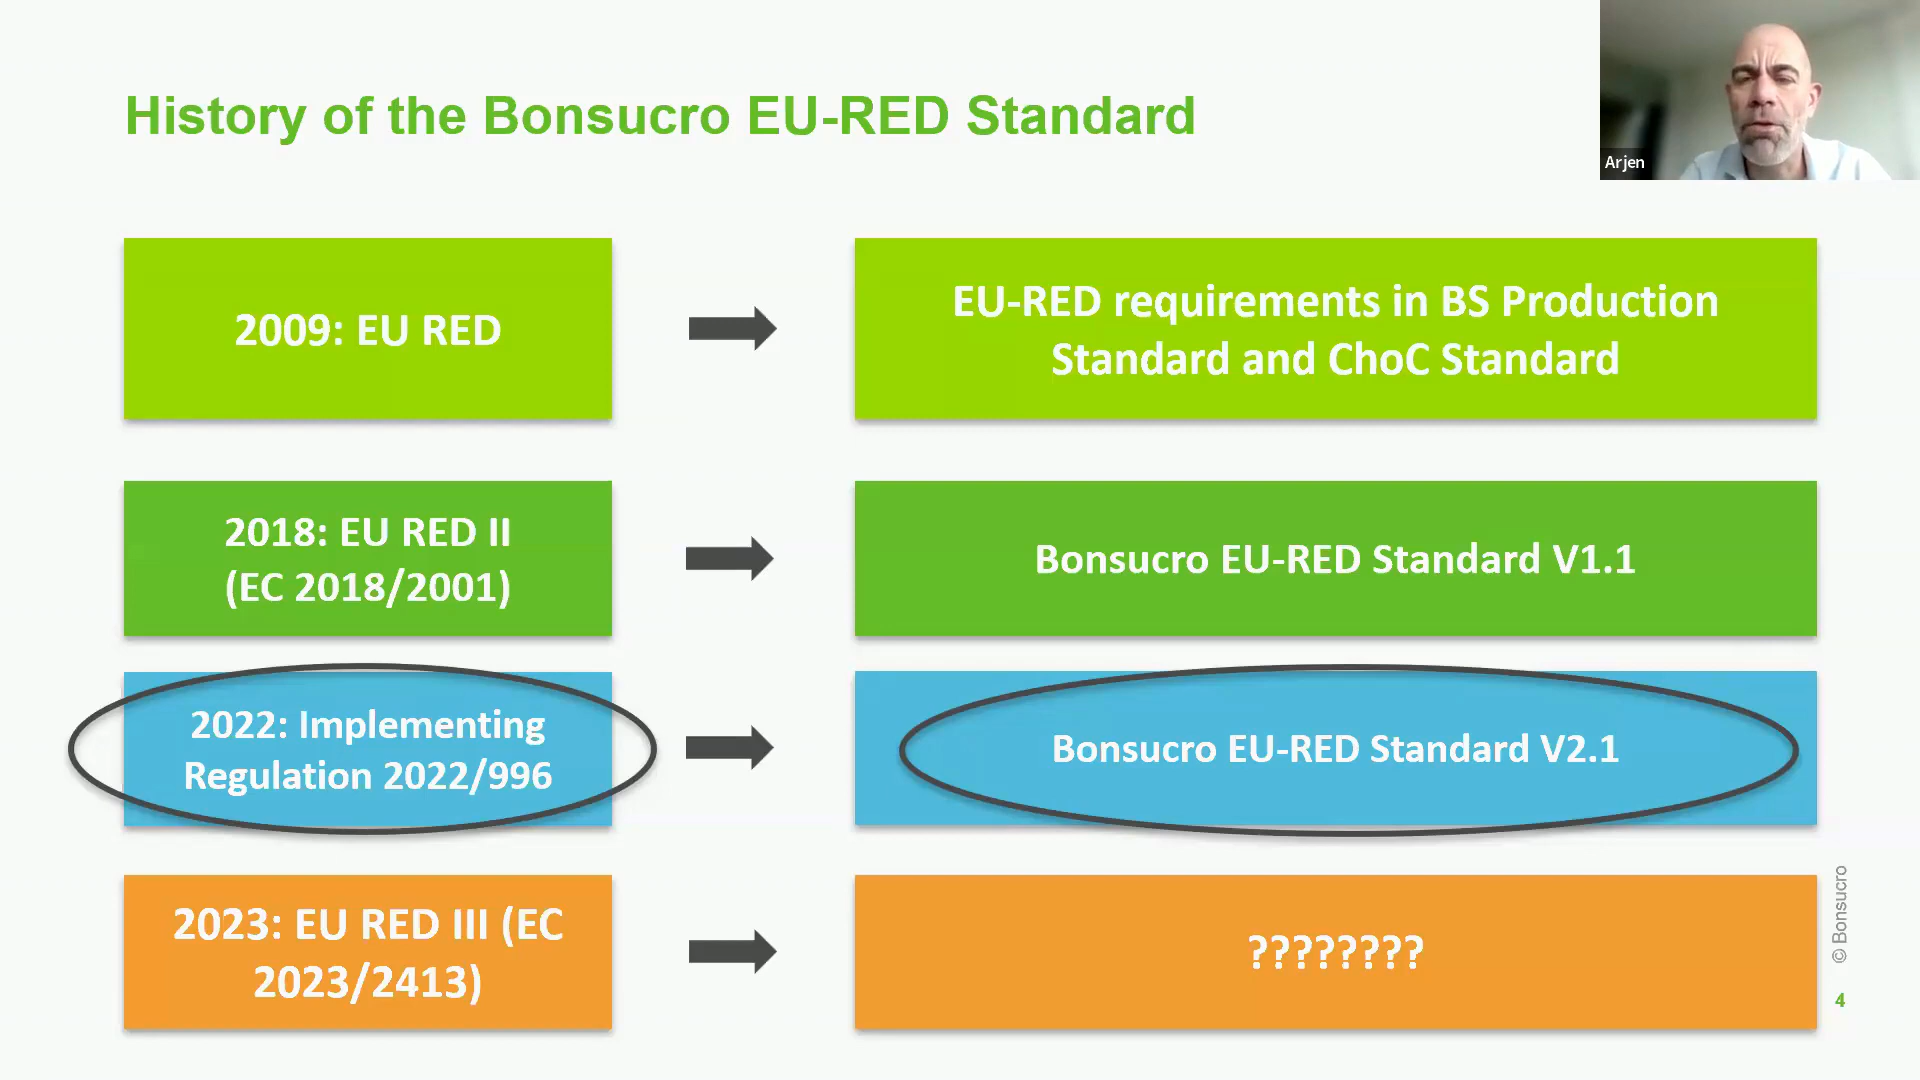 History of the Bonsucro EU-RED Standard
Arjen
2009: EU RED
EU-RED requirements in BS Production
Standard and ChoC Standard
2018: EU RED II
(EC 2018/2001)
Bonsucro EU-RED Standard V1.1
2022: Implementing
Regulation 2022/996
Bonsucro EU-RED Standard V2.1
2023: EU RED III (EC
2023/2413)
????????
© Bonsucro
4